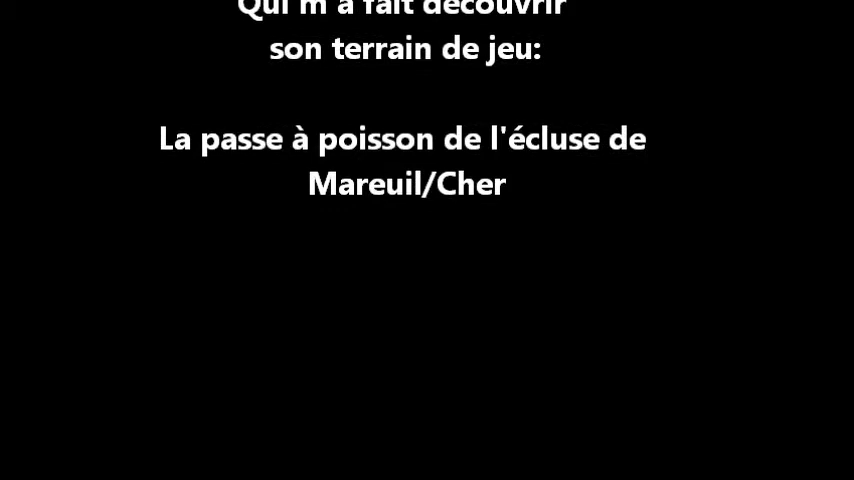 Qui m'a fait découvrir
son terrain de jeu:
La passe à poisson de l'écluse de
Mareuil/Cher